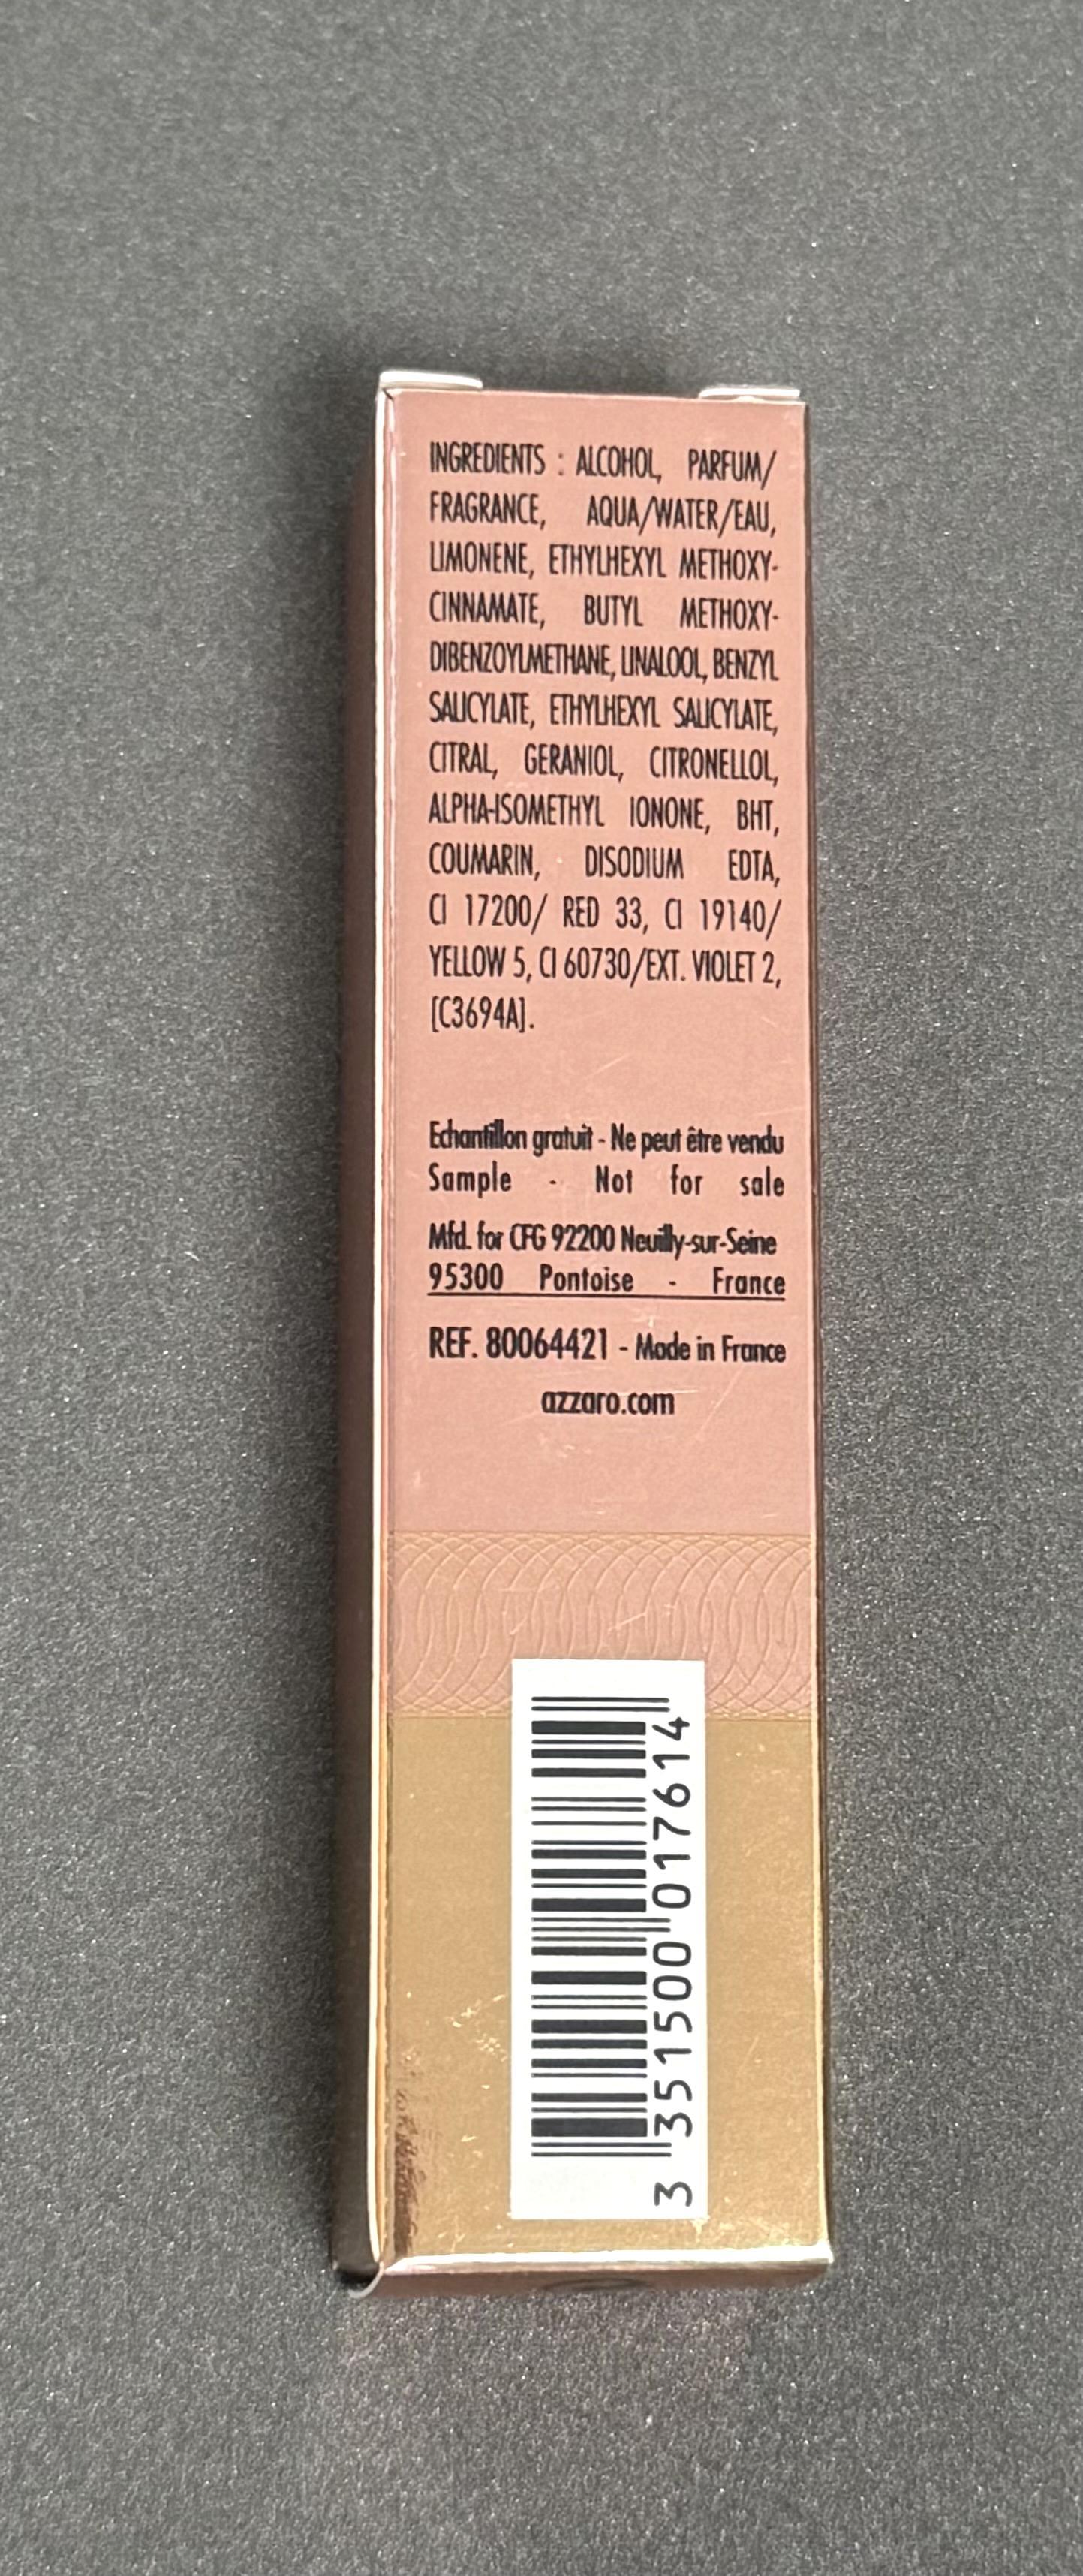 INGREDIENTS : ALCOHOL, PARFUM/
FRAGRANCE, AQUA/WATER/EAU,
LIMONENE, ETHYLHEXYL METHOXY-
CINNAMATE, BUTYL METHOXY-
DIBENZOYLMETHANE, LINALOOL, BENZYL
SALICYLATE, ETHYLHEXYL SALICYLATE,
CITRAL, GERANIOL, CITRONELLOL,
ALPHA-ISOMETHYL IONONE, BHT,
COUMARIN, DISODIUM EDTA,
CI 17200/ RED 33, CI 19140/
YELLOW 5, CI 60730/EXT. VIOLET 2,
[C3694A].
Echantillon gratuit - Ne peut être vendu
Sample - Not for sale
Mfd. for CFG 92200 Neuilly-sur-Seine
95300 Pontoise - France
REF. 80064421 - Made in France
azzaro.com
3 351500 017614